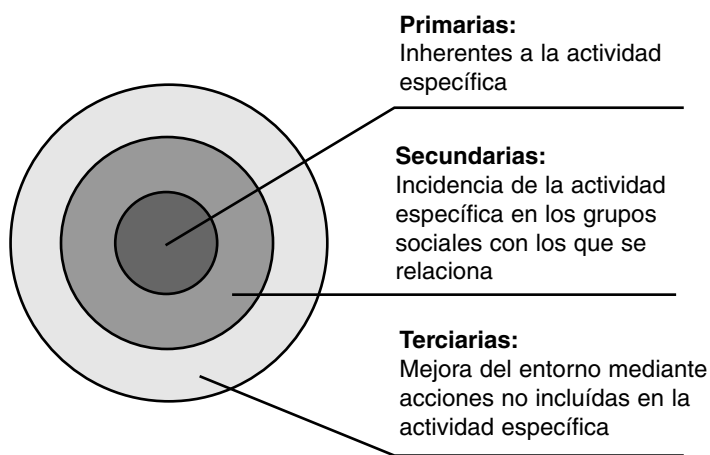 Primarias:
Inherentes a la actividad
específica
Secundarias:
Incidencia de la actividad
específica en los grupos
sociales con los que se
relaciona
Terciarias:
Mejora del entorno mediante
acciones no incluídas en la
actividad específica